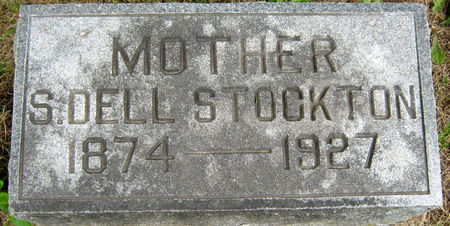 MOTHER
S. DELL STOCKTON
1874 — 1927